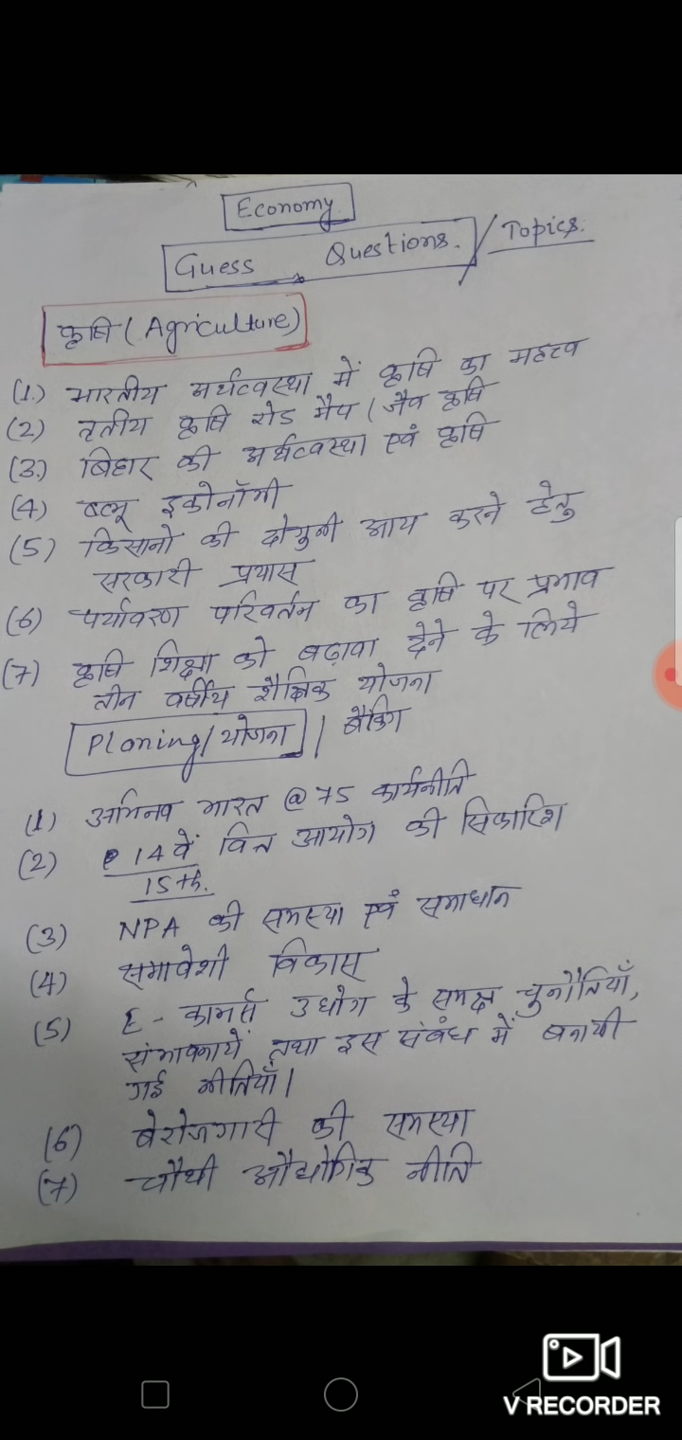 Economy.
Guess Questions. / Topics.
कृषि (Agriculture)
(1.) भारतीय अर्थव्यवस्था में कृषि का महत्व
(2) तृतीय कृषि रोड मैप / जैव कृषि
(3.) बिहार की अर्थव्यवस्था एवं कृषि
(4) ब्लू इकोनॉमी
(5) किसानो की दोगुनी आय करने हेतु
सरकारी प्रयास
(6) पर्यावरण परिवर्तन का कृषि पर प्रभाव
(7) कृषि शिक्षा को बढ़ावा देने के लिये
तीन वर्षीय शैक्षिक योजना
Planing/योजना / बैंकिंग
(1) अभिनव भारत @ 75 कार्यनीति
(2) 14वें वित्त आयोग की सिफारिश
15th.
(3) NPA की समस्या एवं समाधान
(4) समावेशी विकास
(5) E-कामर्स उधोग के समक्ष चुनौतियाँ,
संभावनायें तथा इस संबंध में बनायी
गई नीतियाँ।
(6) बेरोजगारी की समस्या
(7) चौथी औद्योगिक नीति
V RECORDER